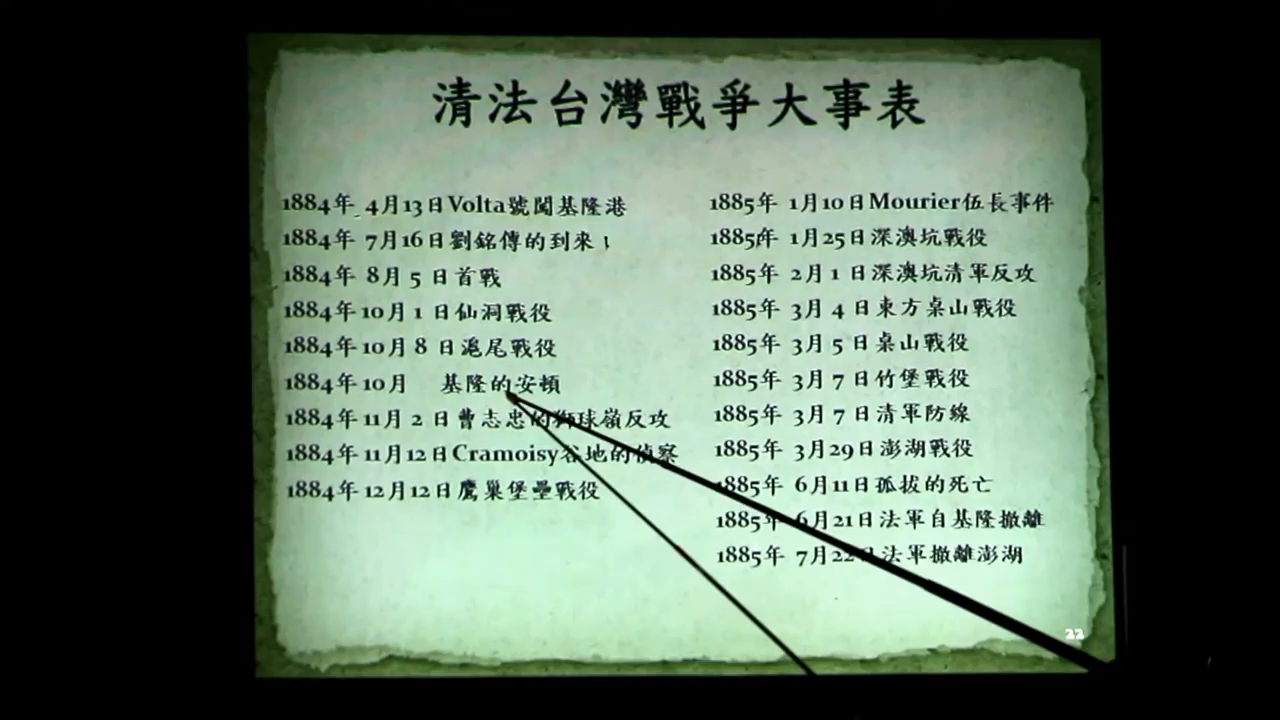 清法台灣戰爭大事表
1884年 4月13日Volta號闖基隆港
1884年 7月16日劉銘傳的到來!
1884年 8月 5 日首戰
1884年10月 1 日仙洞戰役
1884年10月 8 日滬尾戰役
1884年10月 基隆的安頓
1884年11月 2 日曹志忠的獅球嶺反攻
1884年11月12日Cramoisy谷地的偵察
1884年12月12日鷹巢堡壘戰役
1885年 1月10日Mourier伍長事件
1885年 1月25日深澳坑戰役
1885年 2月 1 日深澳坑清軍反攻
1885年 3月 4 日東方桌山戰役
1885年 3月 5 日桌山戰役
1885年 3月 7 日竹堡戰役
1885年 3月 7 日清軍防線
1885年 3月29日澎湖戰役
1885年 6月11日孤拔的死亡
1885年 6月21日法軍自基隆撤離
1885年 7月22日法軍撤離澎湖
22